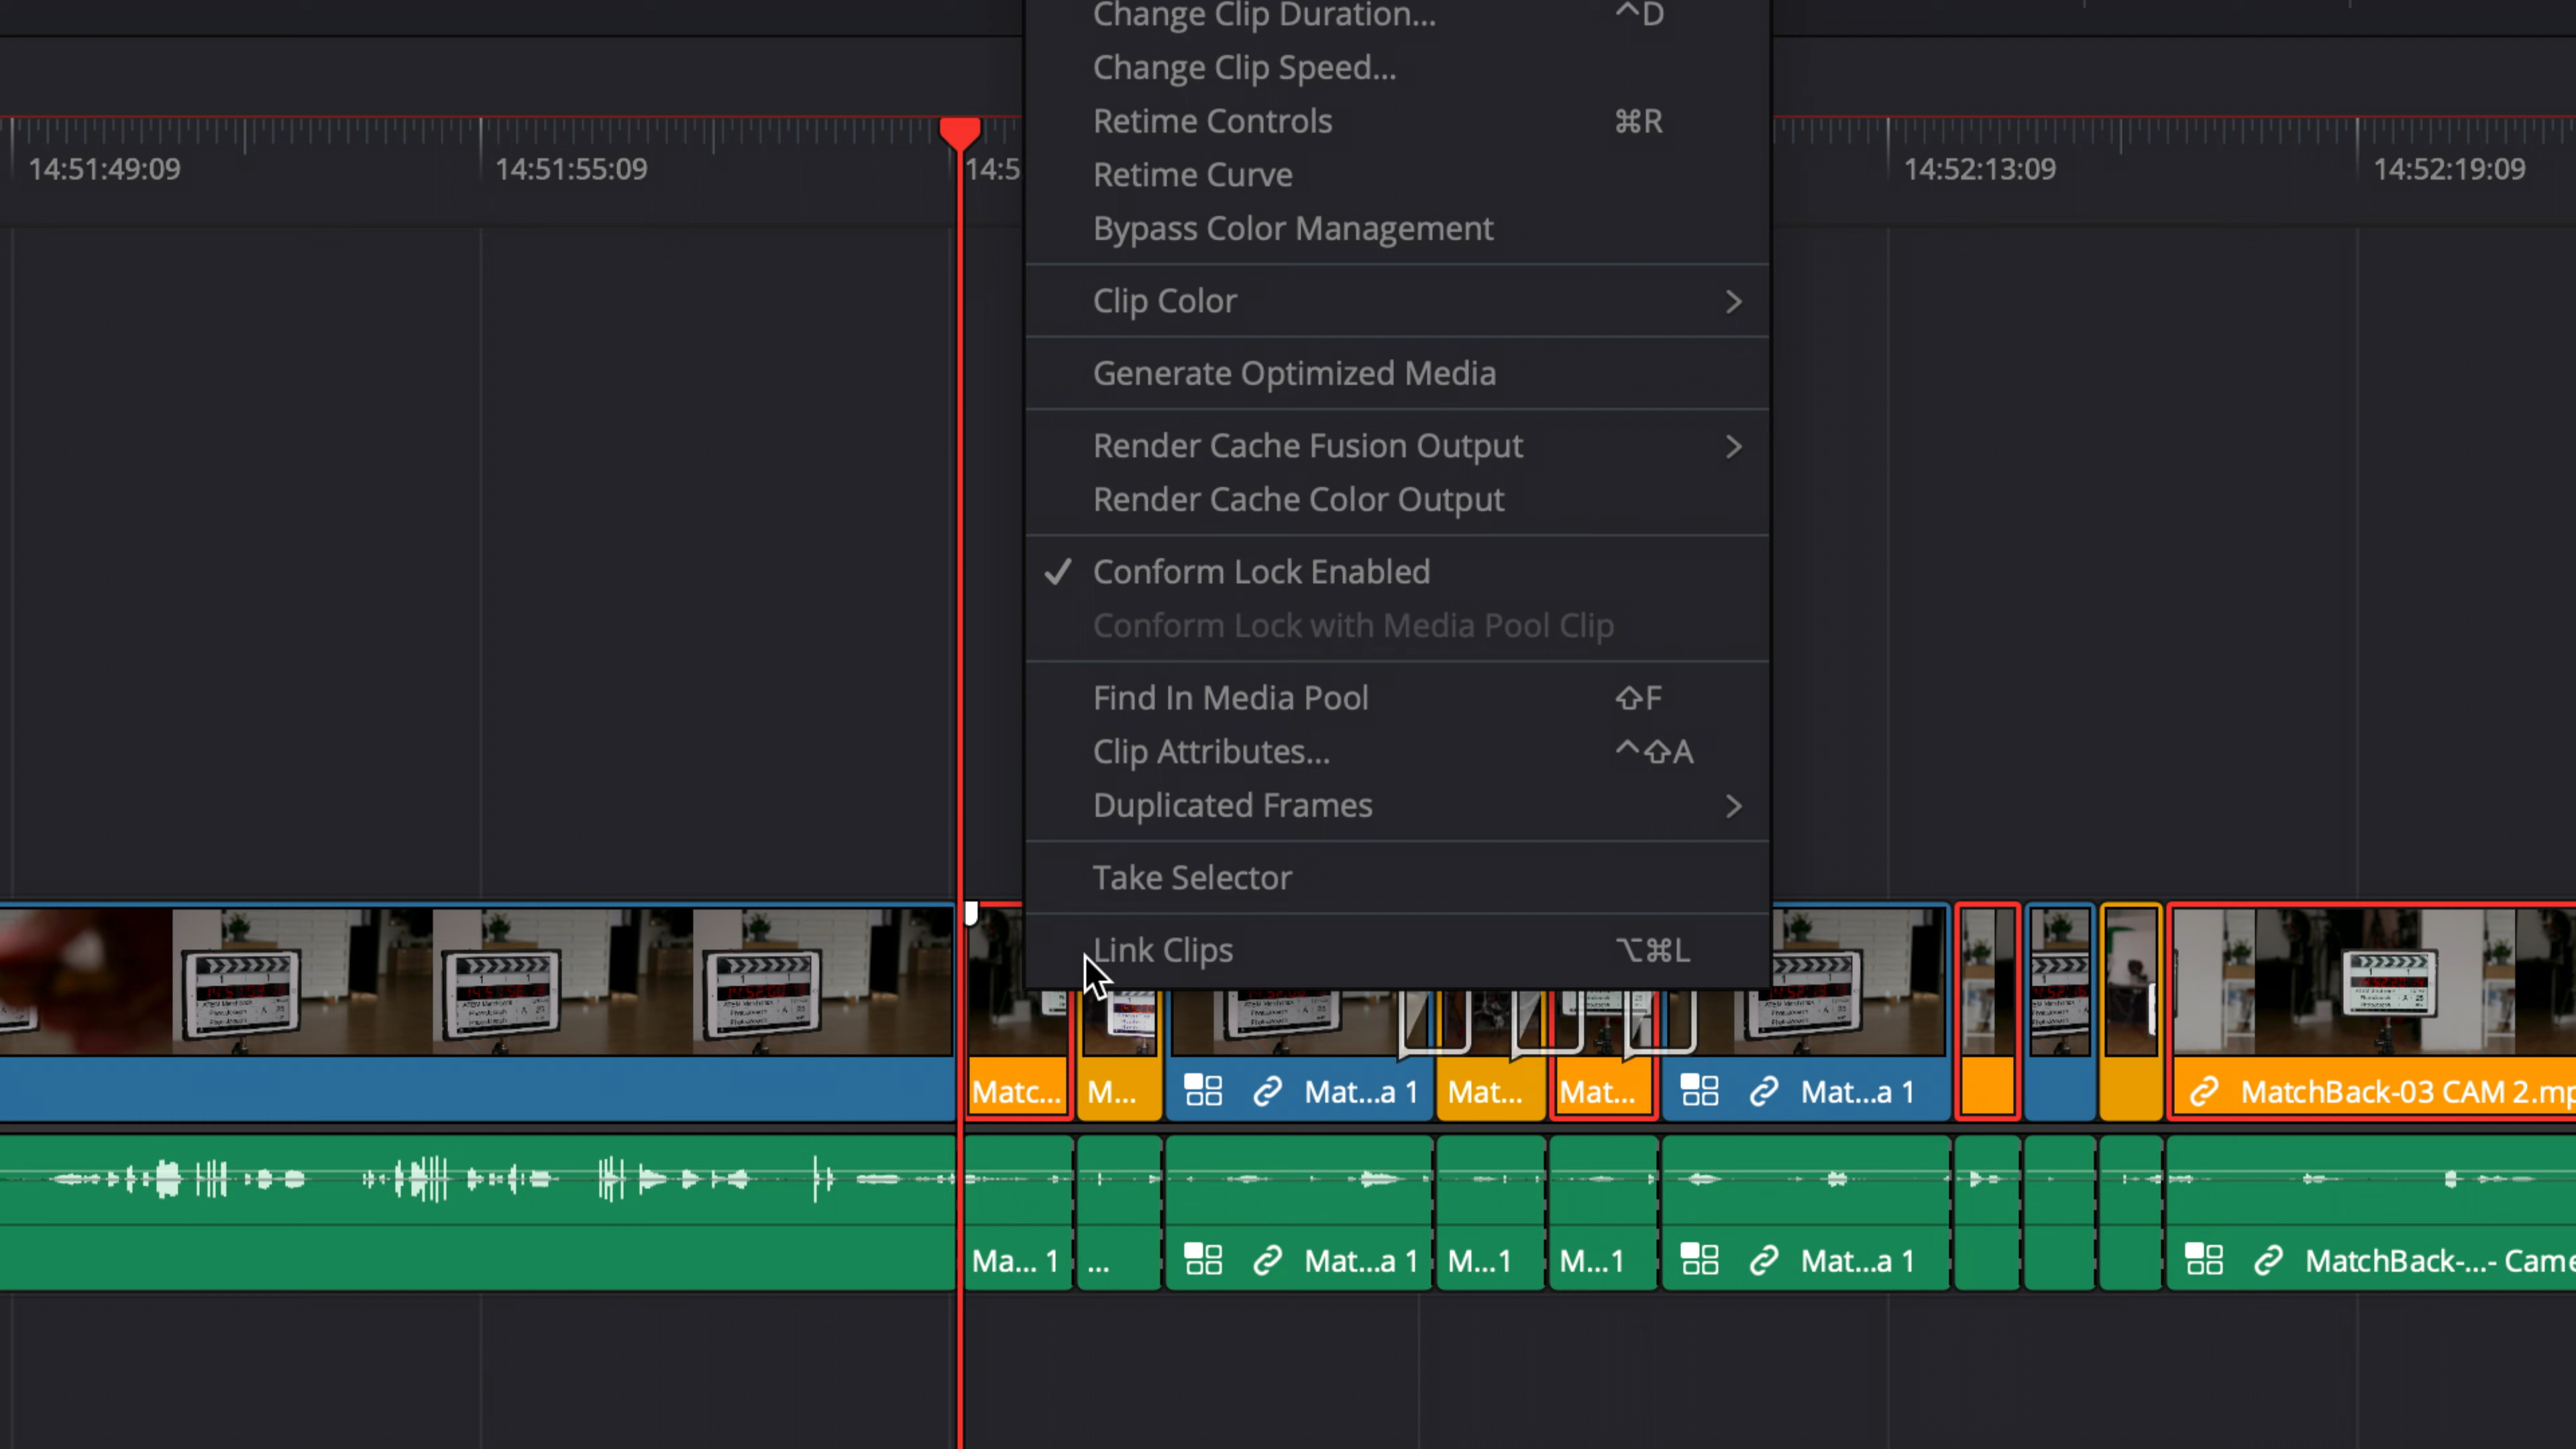 Change Clip Duration... ^D
Change Clip Speed...
Retime Controls ⌘R
Retime Curve
Bypass Color Management
Clip Color
Generate Optimized Media
Render Cache Fusion Output
Render Cache Color Output
Conform Lock Enabled
Conform Lock with Media Pool Clip
Find In Media Pool ⇧F
Clip Attributes... ^⇧A
Duplicated Frames
Take Selector
Link Clips ⌥⌘L
14:51:49:09 14:51:55:09 14:5 14:52:13:09 14:52:19:09
Matc... M... Mat...a 1 Mat... Mat... Mat...a 1 MatchBack-03 CAM 2.mp
Ma... 1 ... Mat...a 1 M...1 M...1 Mat...a 1 MatchBack-...- Came